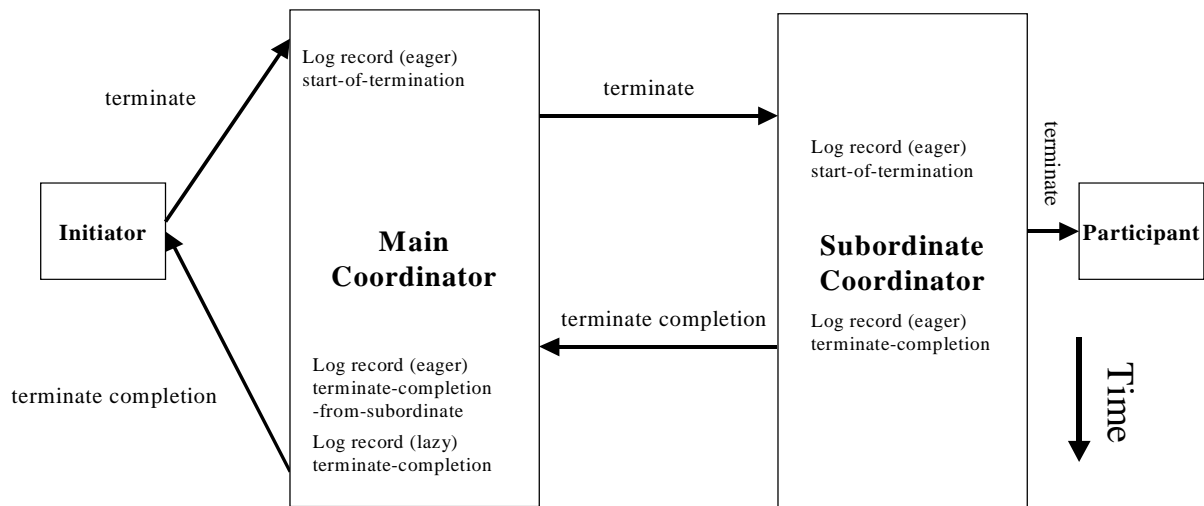 Log record (eager)
start-of-termination
terminate
terminate
terminate
Log record (eager)
start-of-termination
Initiator
Main
Coordinator
Subordinate
Coordinator
Participant
terminate completion
Log record (eager)
terminate-completion
Log record (eager)
terminate-completion
-from-subordinate
terminate completion
Log record (lazy)
terminate-completion
Time